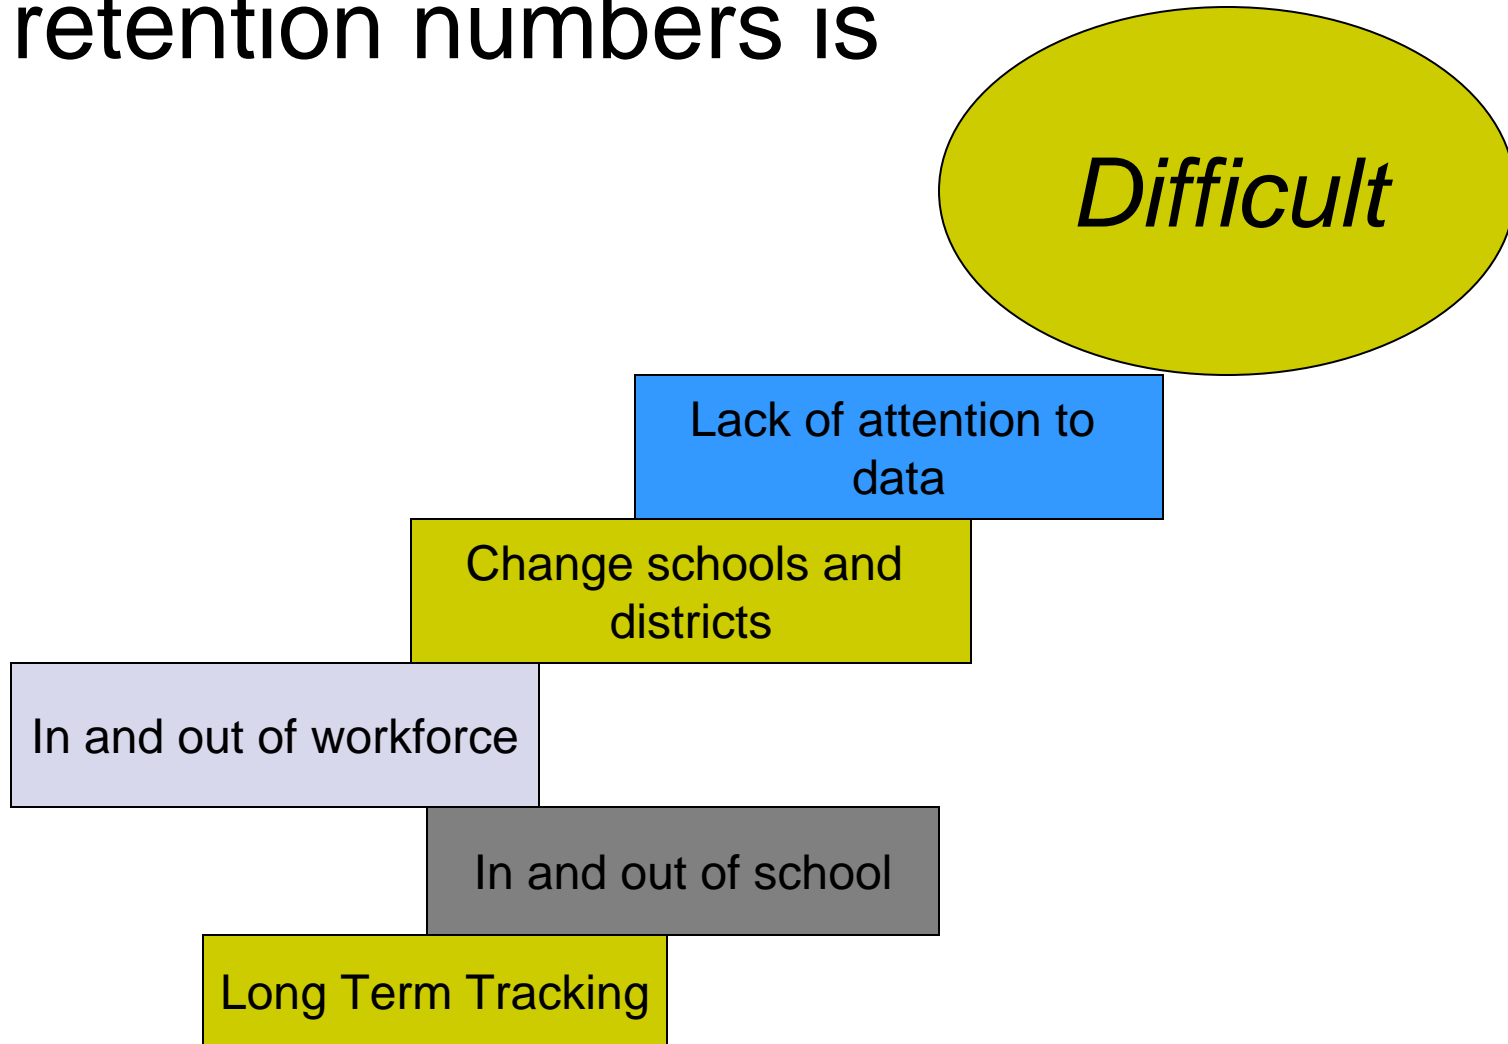 retention numbers is
Difficult
Lack of attention to
data
Change schools and
districts
In and out of workforce
In and out of school
Long Term Tracking